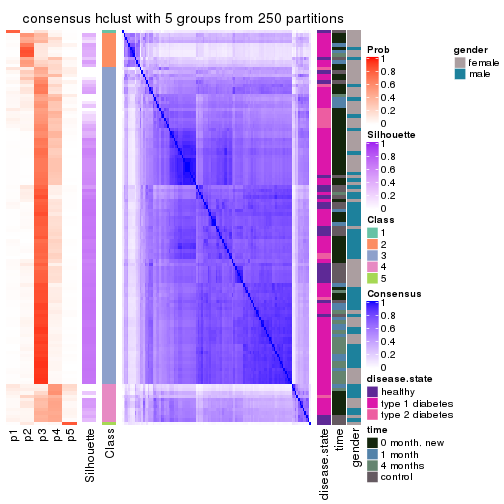 consensus hclust with 5 groups from 250 partitions
Prob
1
0.8
0.6
0.4
0.2
0
gender
female
male
Silhouette
1
0.8
0.6
0.4
0.2
0
Class
1
2
3
4
5
Consensus
1
0.8
0.6
0.4
0.2
0
disease.state
healthy
type 1 diabetes
type 2 diabetes
time
0 month. new
1 month
4 months
control
p1
p2
p3
p4
p5
Silhouette
Class
disease.state
time
gender